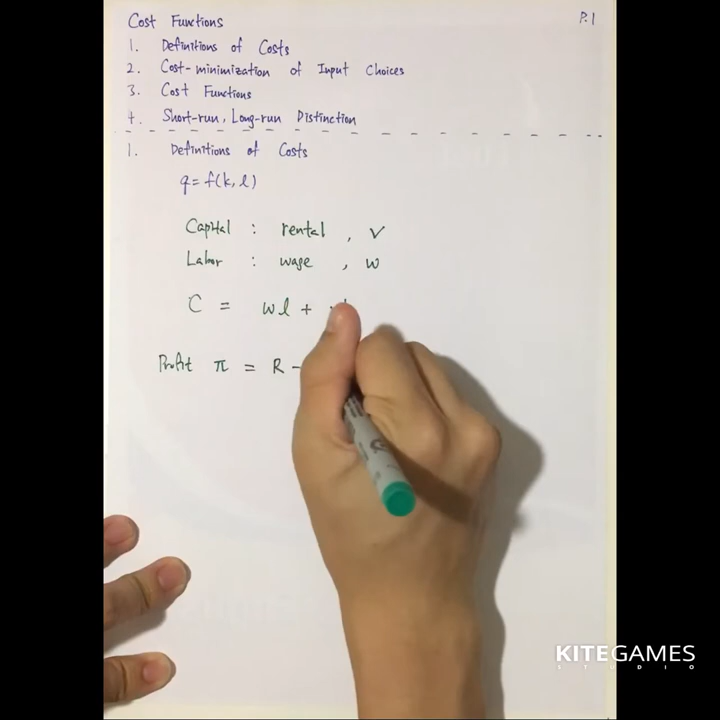 Cost Functions P.1
1. Definitions of Costs
2. Cost-minimization of Input Choices
3. Cost Functions
4. Short-run, Long-run Distinction
1. Definitions of Costs
q = f(k, l)
Capital : rental , v
Labor : wage , w
C = wl +
Profit π = R -
KITEGAMES
STUDIO